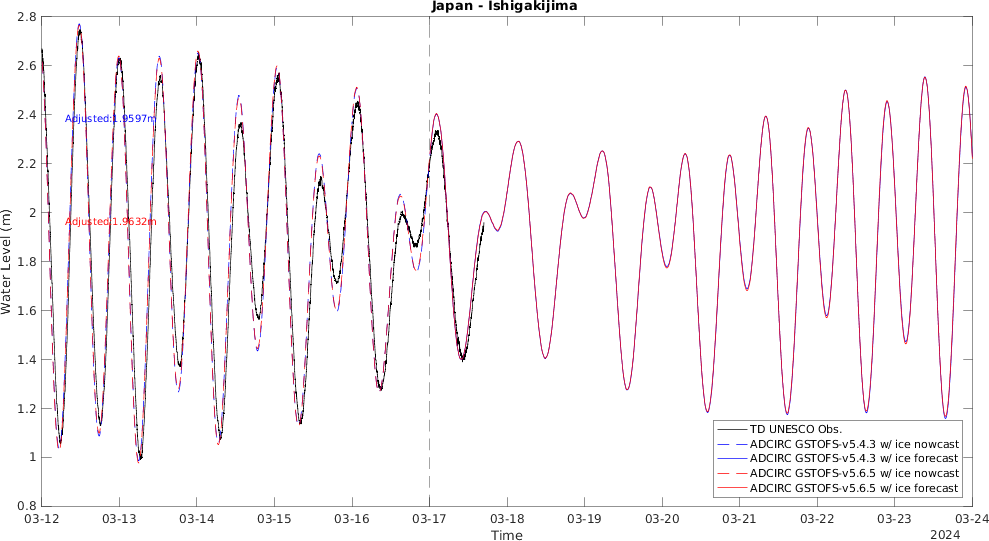 Japan - Ishigakijima
Water Level (m)
2.8
2.6
2.4
2.2
2
1.8
1.6
1.4
1.2
1
0.8
Adjusted:1.9597m
Adjusted:1.9632m
TD UNESCO Obs.
ADCIRC GSTOFS-v5.4.3 w/ ice nowcast
ADCIRC GSTOFS-v5.4.3 w/ ice forecast
ADCIRC GSTOFS-v5.6.5 w/ ice nowcast
ADCIRC GSTOFS-v5.6.5 w/ ice forecast
03-12 03-13 03-14 03-15 03-16 03-17 03-18 03-19 03-20 03-21 03-22 03-23 03-24
Time
2024